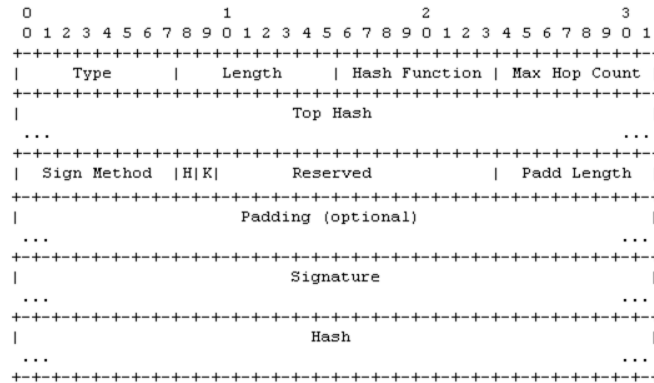 0                   1                   2                   3
 0 1 2 3 4 5 6 7 8 9 0 1 2 3 4 5 6 7 8 9 0 1 2 3 4 5 6 7 8 9 0 1
+-+-+-+-+-+-+-+-+-+-+-+-+-+-+-+-+-+-+-+-+-+-+-+-+-+-+-+-+-+-+-+-
|     Type      |    Length     | Hash Function | Max Hop Count |
+-+-+-+-+-+-+-+-+-+-+-+-+-+-+-+-+-+-+-+-+-+-+-+-+-+-+-+-+-+-+-+-
|                           Top Hash                            |
 ...                                                         ...
+-+-+-+-+-+-+-+-+-+-+-+-+-+-+-+-+-+-+-+-+-+-+-+-+-+-+-+-+-+-+-+-
|  Sign Method  |H|K|       Reserved            |  Padd Length  |
+-+-+-+-+-+-+-+-+-+-+-+-+-+-+-+-+-+-+-+-+-+-+-+-+-+-+-+-+-+-+-+-
|                      Padding (optional)                       |
 ...                                                         ...
+-+-+-+-+-+-+-+-+-+-+-+-+-+-+-+-+-+-+-+-+-+-+-+-+-+-+-+-+-+-+-+-
|                           Signature                           |
 ...                                                         ...
+-+-+-+-+-+-+-+-+-+-+-+-+-+-+-+-+-+-+-+-+-+-+-+-+-+-+-+-+-+-+-+-
|                             Hash                              |
 ...                                                         ...
+-+-+-+-+-+-+-+-+-+-+-+-+-+-+-+-+-+-+-+-+-+-+-+-+-+-+-+-+-+-+-+-